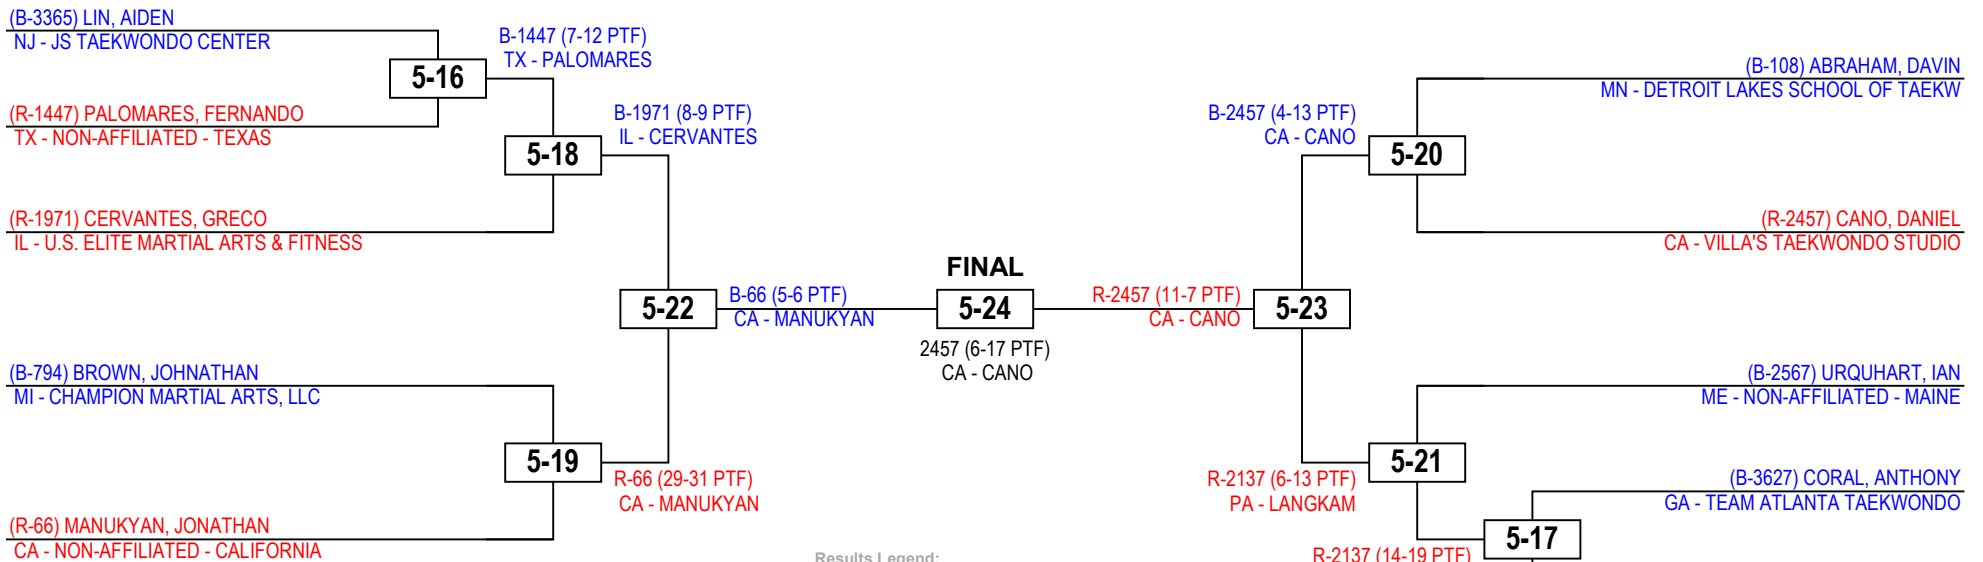 (B-3365) LIN, AIDEN
NJ - JS TAEKWONDO CENTER
B-1447 (7-12 PTF)
TX - PALOMARES
5-16
(R-1447) PALOMARES, FERNANDO
TX - NON-AFFILIATED - TEXAS
B-1971 (8-9 PTF)
IL - CERVANTES
5-18
(R-1971) CERVANTES, GRECO
IL - U.S. ELITE MARTIAL ARTS & FITNESS
5-22
B-66 (5-6 PTF)
CA - MANUKYAN
(B-794) BROWN, JOHNATHAN
MI - CHAMPION MARTIAL ARTS, LLC
5-19
R-66 (29-31 PTF)
CA - MANUKYAN
(R-66) MANUKYAN, JONATHAN
CA - NON-AFFILIATED - CALIFORNIA
FINAL
5-24
2457 (6-17 PTF)
CA - CANO
Results Legend:
(B-108) ABRAHAM, DAVIN
MN - DETROIT LAKES SCHOOL OF TAEKW
B-2457 (4-13 PTF)
CA - CANO
5-20
(R-2457) CANO, DANIEL
CA - VILLA'S TAEKWONDO STUDIO
R-2457 (11-7 PTF)
CA - CANO
5-23
(B-2567) URQUHART, IAN
ME - NON-AFFILIATED - MAINE
5-21
R-2137 (6-13 PTF)
PA - LANGKAM
(B-3627) CORAL, ANTHONY
GA - TEAM ATLANTA TAEKWONDO
5-17
R-2137 (14-19 PTF)